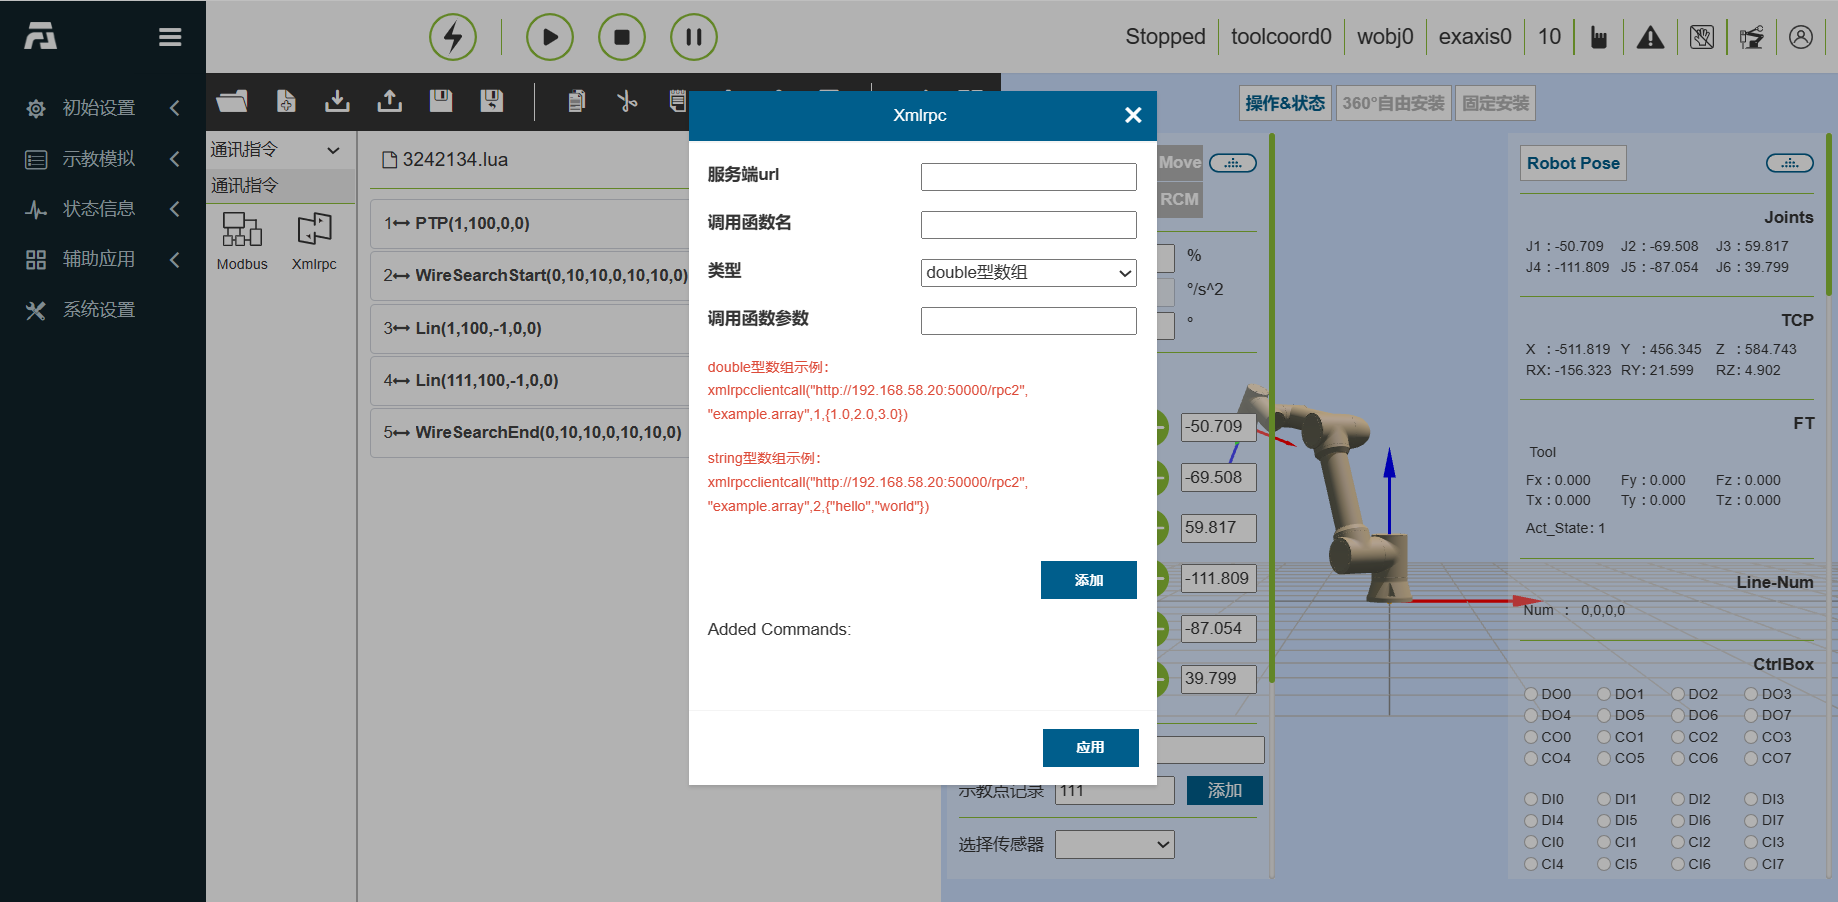 Stopped
toolcoord0
wobj0
exaxis0
10
初始设置
示教模拟
状态信息
辅助应用
系统设置
通讯指令
通讯指令
Modbus
Xmlrpc
3242134.lua
1 PTP(1,100,0,0)
2 WireSearchStart(0,10,10,0,10,10,0)
3 Lin(1,100,-1,0,0)
4 Lin(111,100,-1,0,0)
5 WireSearchEnd(0,10,10,0,10,10,0)
Xmlrpc
服务端url
调用函数名
类型 double型数组
调用函数参数
double型数组示例:
xmlrpcclientcall("http://192.168.58.20:50000/rpc2",
"example.array",1,{1.0,2.0,3.0})
string型数组示例:
xmlrpcclientcall("http://192.168.58.20:50000/rpc2",
"example.array",2,{"hello","world"})
添加
Added Commands:
应用
操作&状态
360°自由安装
固定安装
Move
RCM
%
°/s^2
°
-50.709
-69.508
59.817
-111.809
-87.054
39.799
示教点记录 111 添加
选择传感器
Robot Pose
Joints
J1 : -50.709 J2 : -69.508 J3 : 59.817
J4 : -111.809 J5 : -87.054 J6 : 39.799
TCP
X : -511.819 Y : 456.345 Z : 584.743
RX: -156.323 RY: 21.599 RZ: 4.902
FT
Tool
Fx : 0.000 Fy : 0.000 Fz : 0.000
Tx : 0.000 Ty : 0.000 Tz : 0.000
Act_State: 1
Line-Num
Num : 0,0,0,0
CtrlBox
DO0 DO1 DO2 DO3
DO4 DO5 DO6 DO7
CO0 CO1 CO2 CO3
CO4 CO5 CO6 CO7
DI0 DI1 DI2 DI3
DI4 DI5 DI6 DI7
CI0 CI1 CI2 CI3
CI4 CI5 CI6 CI7